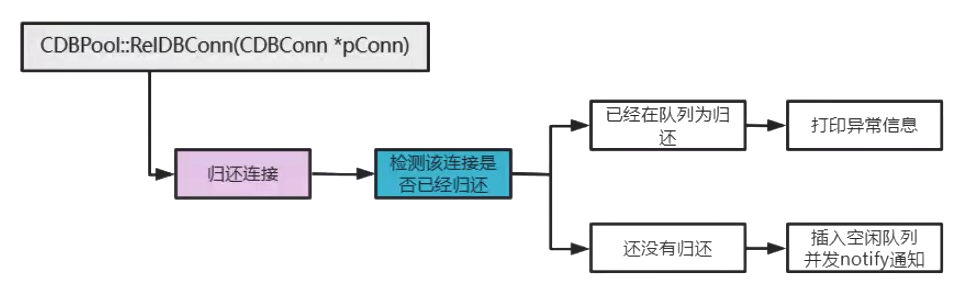 CDBPool::RelDBConn(CDBConn *pConn)
归还连接
检测该连接是
否已经归还
已经在队列为归
还
打印异常信息
还没有归还
插入空闲队列
并发notify通知